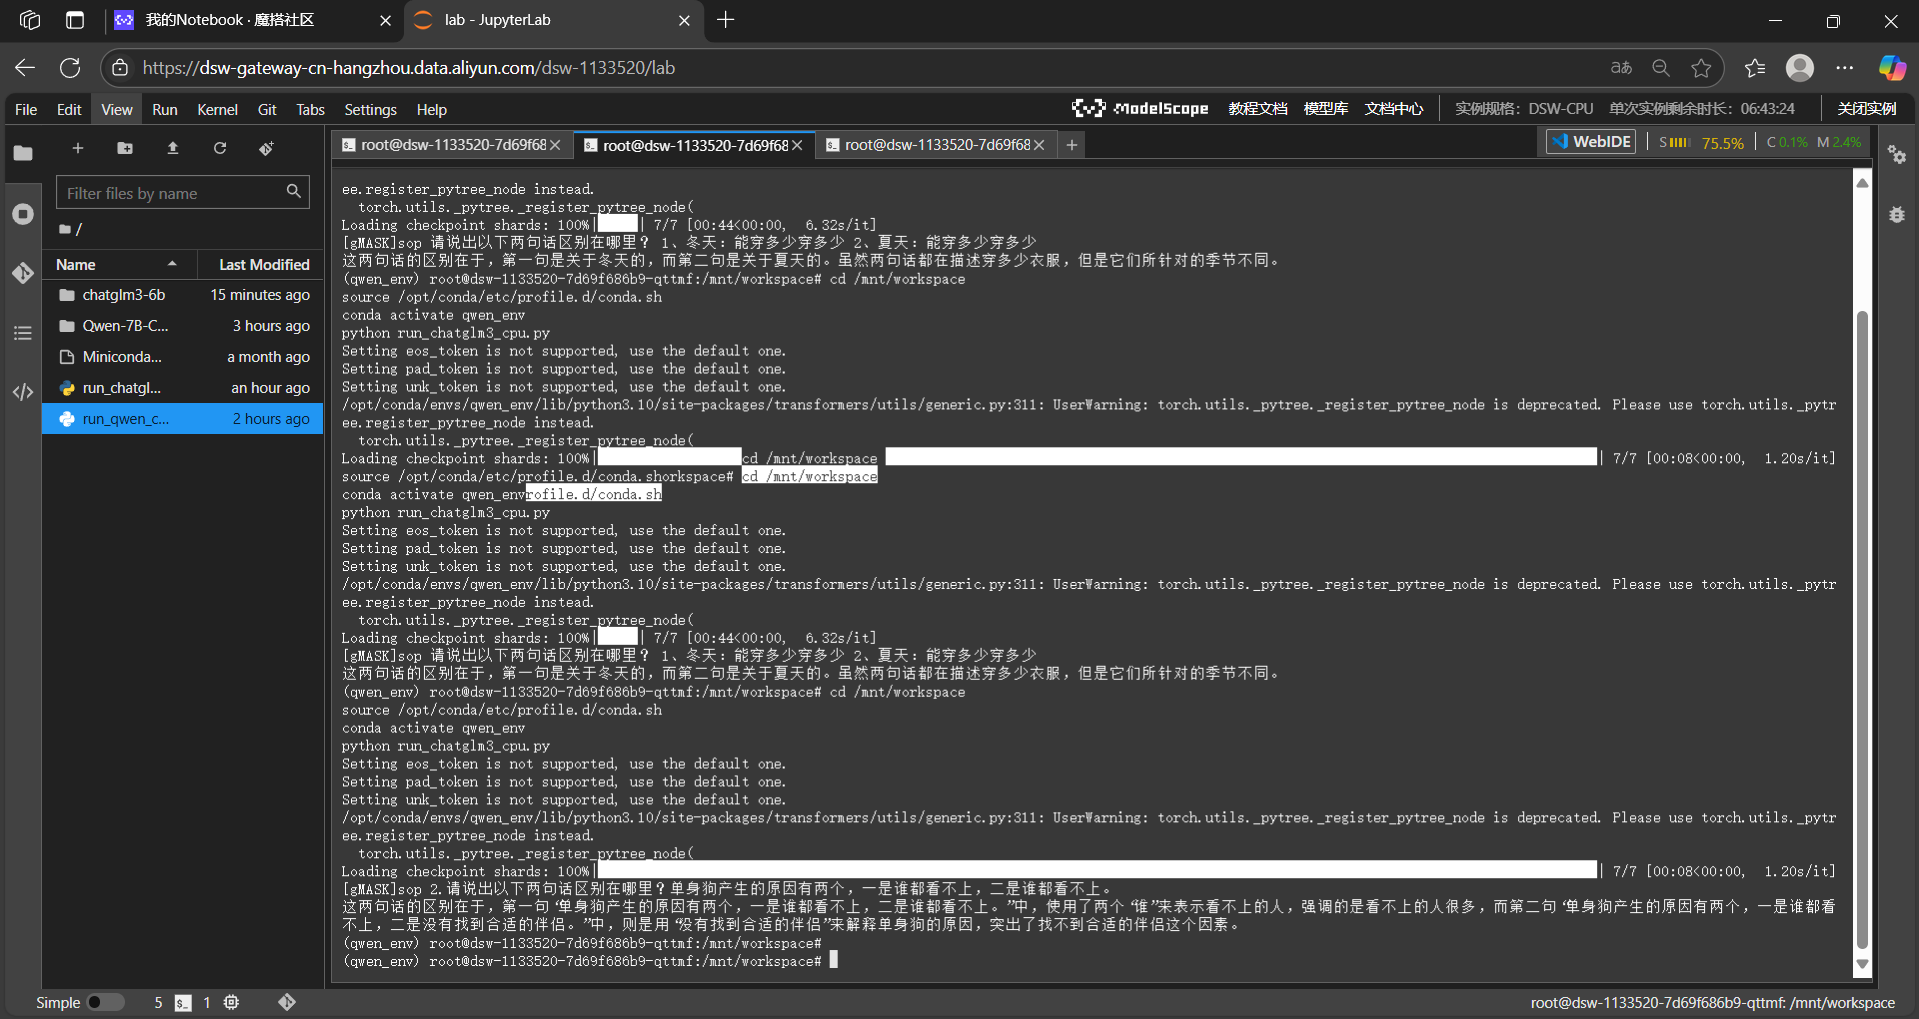 我的Notebook · 魔搭社区
lab - JupyterLab
https://dsw-gateway-cn-hangzhou.data.aliyun.com/dsw-1133520/lab
File Edit View Run Kernel Git Tabs Settings Help
ModelScope 教程文档 模型库 文档中心 实例规格: DSW-CPU 单次实例剩余时长: 06:43:24 关闭实例
root@dsw-1133520-7d69f68
root@dsw-1133520-7d69f68
root@dsw-1133520-7d69f68
WebIDE S 75.5% C 0.1% M 2.4%
Filter files by name
/
Name Last Modified
chatglm3-6b 15 minutes ago
Qwen-7B-C... 3 hours ago
Miniconda... a month ago
run_chatgl... an hour ago
run_qwen_c... 2 hours ago
ee.register_pytree_node instead.
torch.utils._pytree._register_pytree_node(
Loading checkpoint shards: 100%| | 7/7 [00:44<00:00, 6.32s/it]
[gMASK]sop 请说出以下两句话区别在哪里? 1、冬天: 能穿多少穿多少 2、夏天: 能穿多少穿多少
这两句话的区别在于, 第一句是关于冬天的, 而第二句是关于夏天的。虽然两句话都在描述穿多少衣服, 但是它们所针对的季节不同。
(qwen_env) root@dsw-1133520-7d69f686b9-qttmf:/mnt/workspace# cd /mnt/workspace
source /opt/conda/etc/profile.d/conda.sh
conda activate qwen_env
python run_chatglm3_cpu.py
Setting eos_token is not supported, use the default one.
Setting pad_token is not supported, use the default one.
Setting unk_token is not supported, use the default one.
/opt/conda/envs/qwen_env/lib/python3.10/site-packages/transformers/utils/generic.py:311: UserWarning: torch.utils._pytree._register_pytree_node is deprecated. Please use torch.utils._pytr
ee.register_pytree_node instead.
torch.utils._pytree._register_pytree_node(
Loading checkpoint shards: 100%| cd /mnt/workspace | 7/7 [00:08<00:00, 1.20s/it]
source /opt/conda/etc/profile.d/conda.shorkspace# cd /mnt/workspace
conda activate qwen_envrofile.d/conda.sh
python run_chatglm3_cpu.py
Setting eos_token is not supported, use the default one.
Setting pad_token is not supported, use the default one.
Setting unk_token is not supported, use the default one.
/opt/conda/envs/qwen_env/lib/python3.10/site-packages/transformers/utils/generic.py:311: UserWarning: torch.utils._pytree._register_pytree_node is deprecated. Please use torch.utils._pytr
ee.register_pytree_node instead.
torch.utils._pytree._register_pytree_node(
Loading checkpoint shards: 100%| | 7/7 [00:44<00:00, 6.32s/it]
[gMASK]sop 请说出以下两句话区别在哪里? 1、冬天: 能穿多少穿多少 2、夏天: 能穿多少穿多少
这两句话的区别在于, 第一句是关于冬天的, 而第二句是关于夏天的。虽然两句话都在描述穿多少衣服, 但是它们所针对的季节不同。
(qwen_env) root@dsw-1133520-7d69f686b9-qttmf:/mnt/workspace# cd /mnt/workspace
source /opt/conda/etc/profile.d/conda.sh
conda activate qwen_env
python run_chatglm3_cpu.py
Setting eos_token is not supported, use the default one.
Setting pad_token is not supported, use the default one.
Setting unk_token is not supported, use the default one.
/opt/conda/envs/qwen_env/lib/python3.10/site-packages/transformers/utils/generic.py:311: UserWarning: torch.utils._pytree._register_pytree_node is deprecated. Please use torch.utils._pytr
ee.register_pytree_node instead.
torch.utils._pytree._register_pytree_node(
Loading checkpoint shards: 100%| | 7/7 [00:08<00:00, 1.20s/it]
[gMASK]sop 2.请说出以下两句话区别在哪里?单身狗产生的原因有两个, 一是谁都看不上, 二是谁都看不上。
这两句话的区别在于, 第一句“单身狗产生的原因有两个, 一是谁都看不上, 二是谁都看不上。”中, 使用了两个“谁”来表示看不上的人, 强调的是看不上的人很多, 而第二句“单身狗产生的原因有两个, 一是谁都看
不上, 二是没有找到合适的伴侣。”中, 则是用“没有找到合适的伴侣”来解释单身狗的原因, 突出了找不到合适的伴侣这个因素。
(qwen_env) root@dsw-1133520-7d69f686b9-qttmf:/mnt/workspace#
(qwen_env) root@dsw-1133520-7d69f686b9-qttmf:/mnt/workspace#
Simple 5 1 root@dsw-1133520-7d69f686b9-qttmf: /mnt/workspace